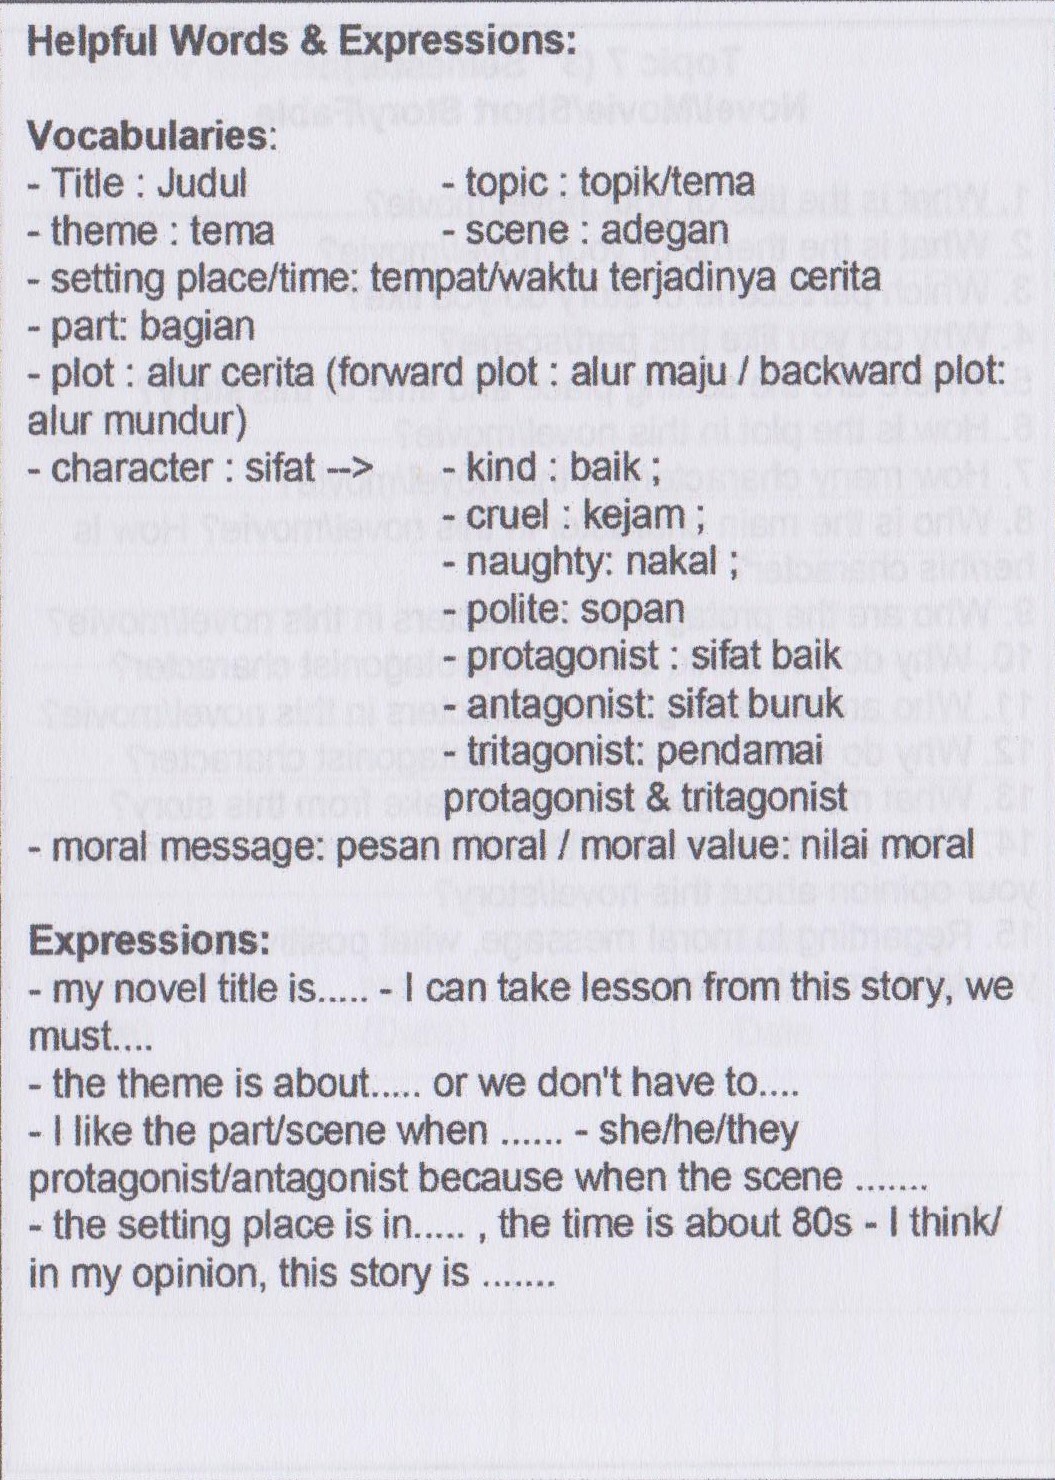 Helpful Words & Expressions:
Vocabularies:
- Title : Judul - topic : topik/tema
- theme : tema - scene : adegan
- setting place/time: tempat/waktu terjadinya cerita
- part: bagian
- plot : alur cerita (forward plot : alur maju / backward plot:
alur mundur)
- character : sifat --> - kind : baik ;
- cruel : kejam ;
- naughty: nakal ;
- polite: sopan
- protagonist : sifat baik
- antagonist: sifat buruk
- tritagonist: pendamai
protagonist & tritagonist
- moral message: pesan moral / moral value: nilai moral
Expressions:
- my novel title is..... - I can take lesson from this story, we
must....
- the theme is about..... or we don't have to....
- I like the part/scene when ...... - she/he/they
protagonist/antagonist because when the scene .......
- the setting place is in..... , the time is about 80s - I think/
in my opinion, this story is .......